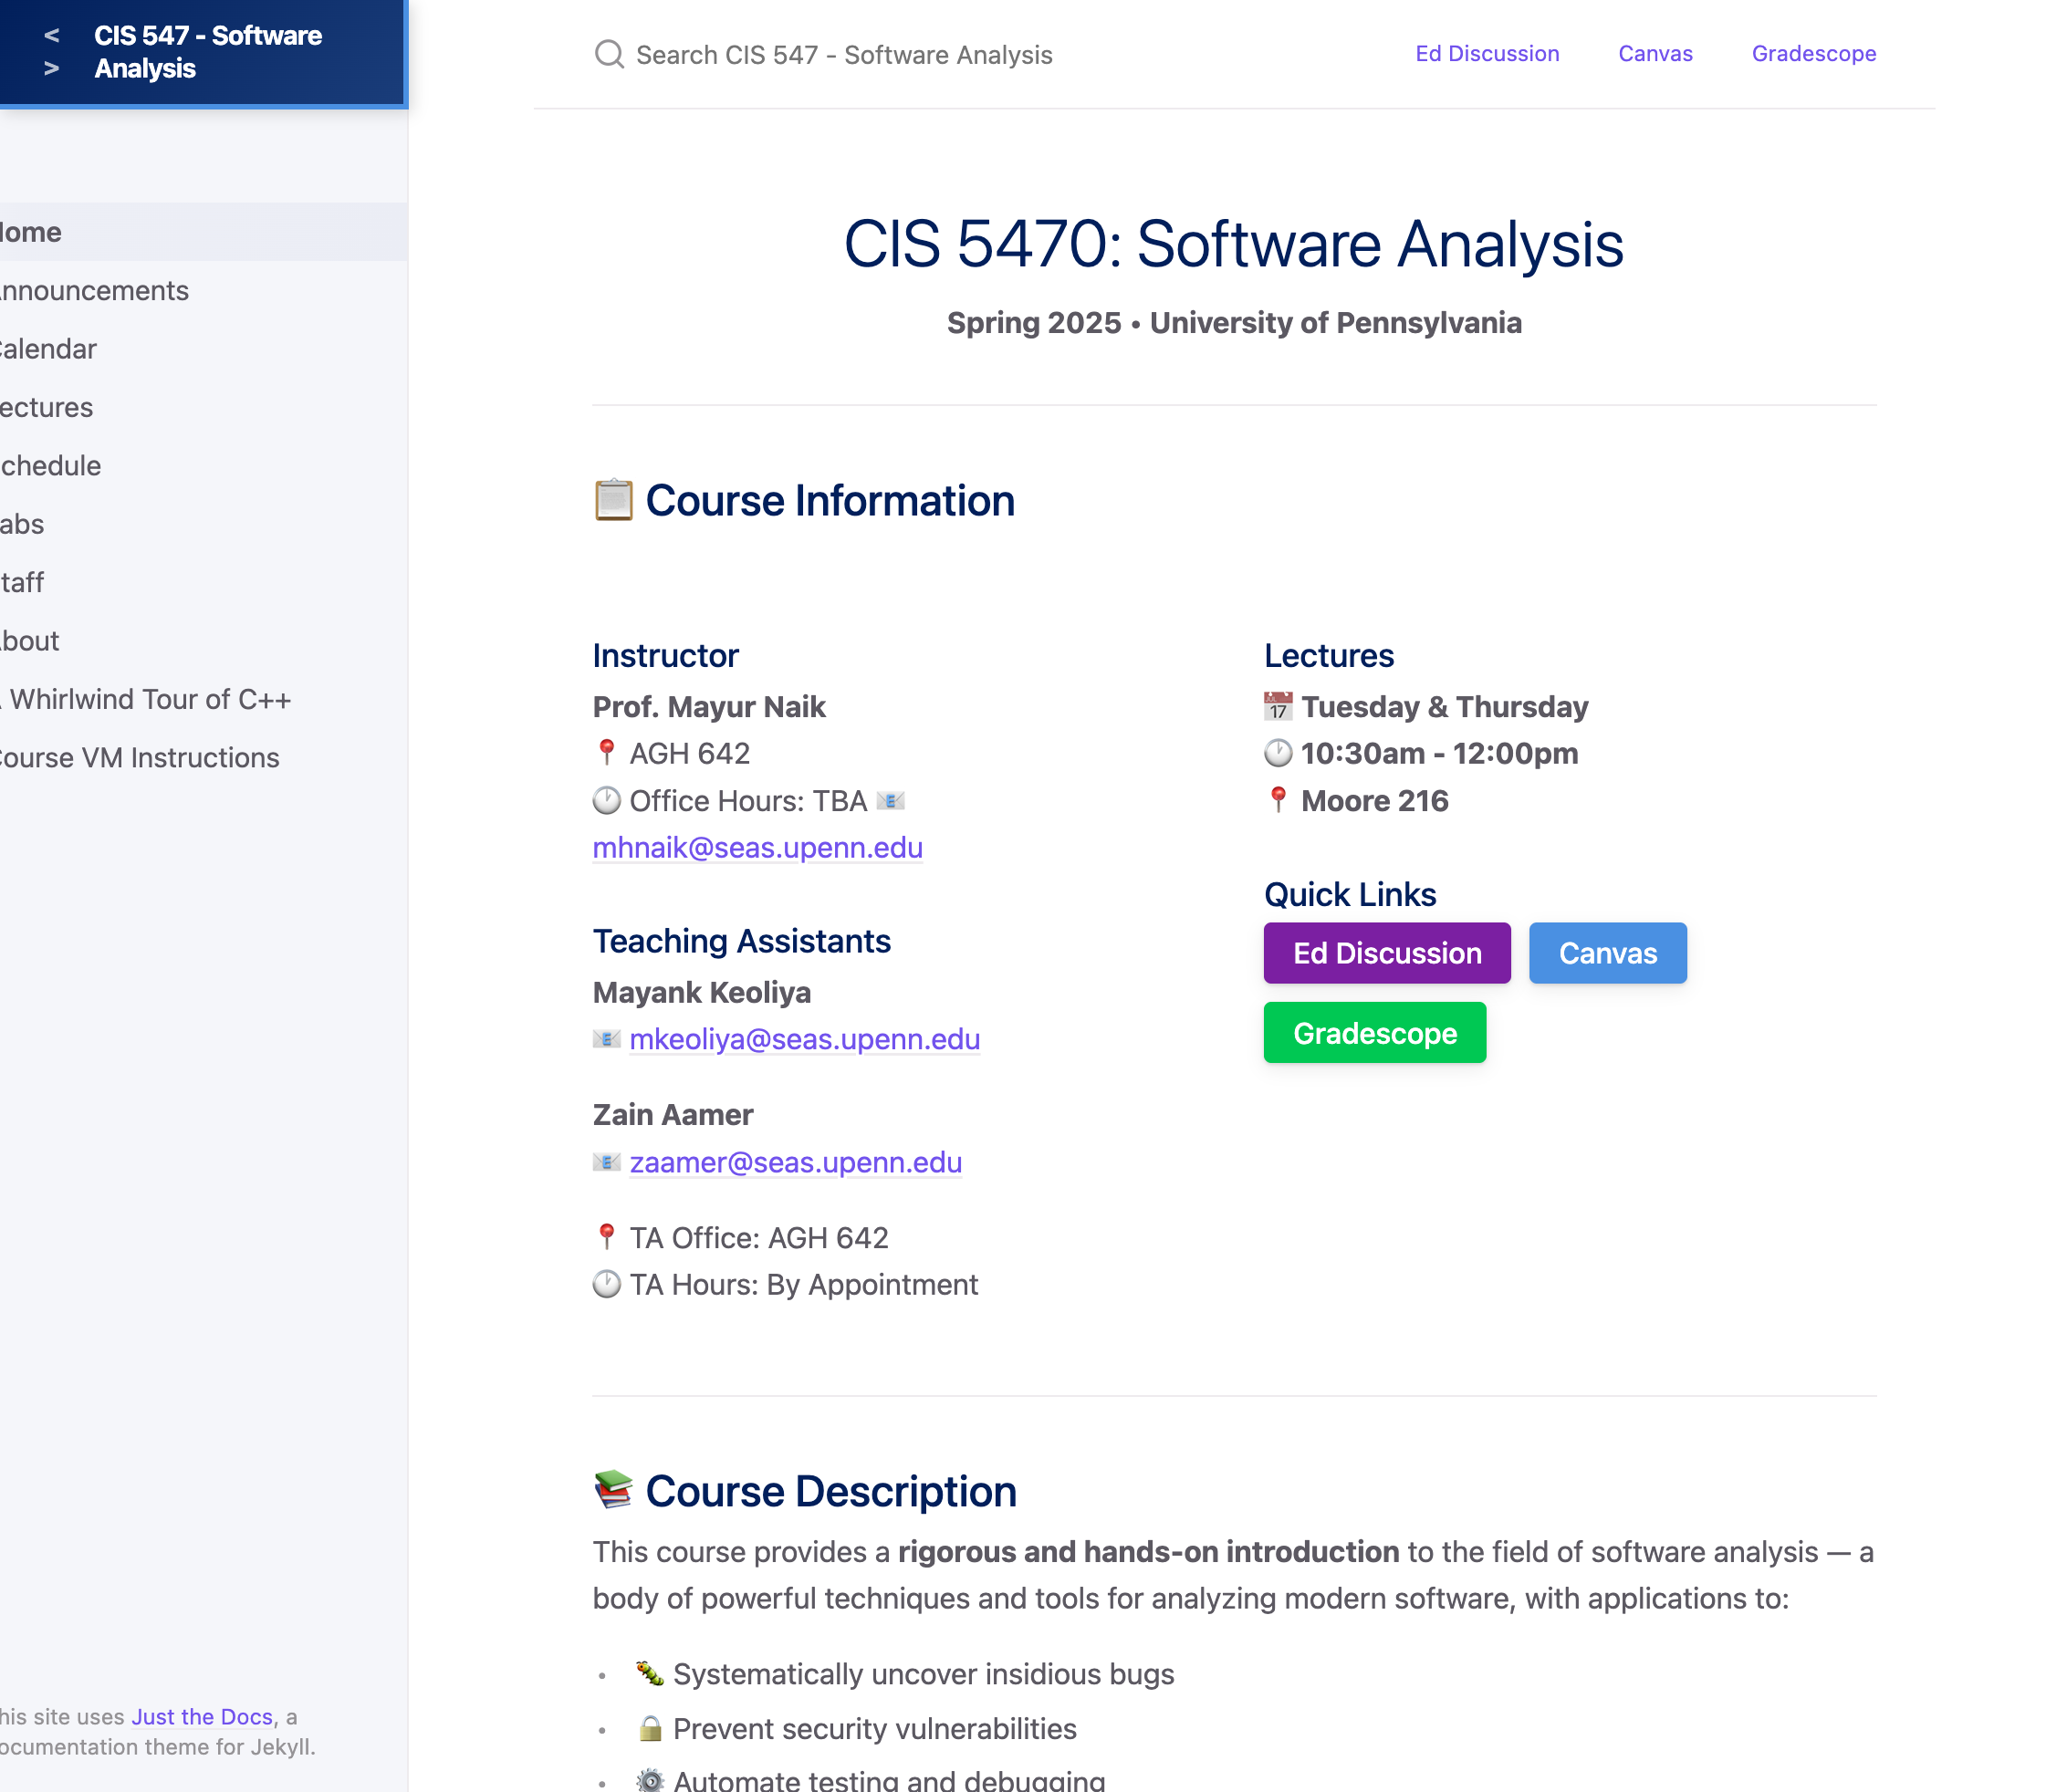 < >
CIS 547 - Software
Analysis
Search CIS 547 - Software Analysis
Ed Discussion
Canvas
Gradescope
ome
nnouncements
alendar
ectures
chedule
abs
taff
bout
Whirlwind Tour of C++
ourse VM Instructions
his site uses Just the Docs, a
ocumentation theme for Jekyll.
CIS 5470: Software Analysis
Spring 2025 • University of Pennsylvania
📋 Course Information
Instructor
Prof. Mayur Naik
📍 AGH 642
🕐 Office Hours: TBA 📧
mhnaik@seas.upenn.edu
Teaching Assistants
Mayank Keoliya
📧 mkeoliya@seas.upenn.edu
Zain Aamer
📧 zaamer@seas.upenn.edu
📍 TA Office: AGH 642
🕐 TA Hours: By Appointment
Lectures
📅 Tuesday & Thursday
🕐 10:30am - 12:00pm
📍 Moore 216
Quick Links
Ed Discussion
Canvas
Gradescope
📚 Course Description
This course provides a rigorous and hands-on introduction to the field of software analysis — a
body of powerful techniques and tools for analyzing modern software, with applications to:
• 🐛 Systematically uncover insidious bugs
• 🔒 Prevent security vulnerabilities
• ⚙️ Automate testing and debugging